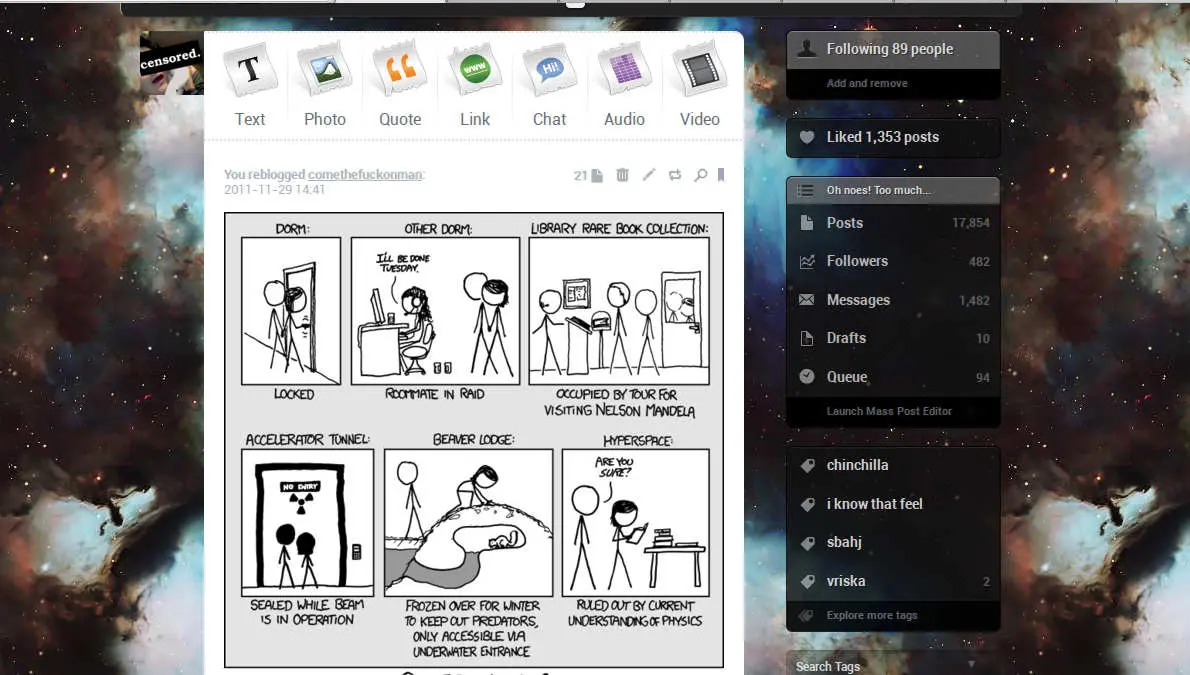 censored.
Text
Photo
Quote
Link
Chat
Audio
Video
T
www
Hi!
You reblogged comethefuckonman:
2011-11-29 14:41
21
DORM:
LOCKED
OTHER DORM:
I'LL BE DONE
TUESDAY.
ROOMMATE IN RAID
LIBRARY RARE BOOK COLLECTION:
OCCUPIED BY TOUR FOR
VISITING NELSON MANDELA
ACCELERATOR TUNNEL:
NO ENTRY
SEALED WHILE BEAM
IS IN OPERATION
BEAVER LODGE:
FROZEN OVER FOR WINTER
TO KEEP OUT PREDATORS,
ONLY ACCESSIBLE VIA
UNDERWATER ENTRANCE
HYPERSPACE:
ARE YOU
SURE?
RULED OUT BY CURRENT
UNDERSTANDING OF PHYSICS
Following 89 people
Add and remove
Liked 1,353 posts
Oh noes! Too much...
Posts 17,854
Followers 482
Messages 1,482
Drafts 10
Queue 94
Launch Mass Post Editor
chinchilla
i know that feel
sbahj
vriska 2
Explore more tags
Search Tags